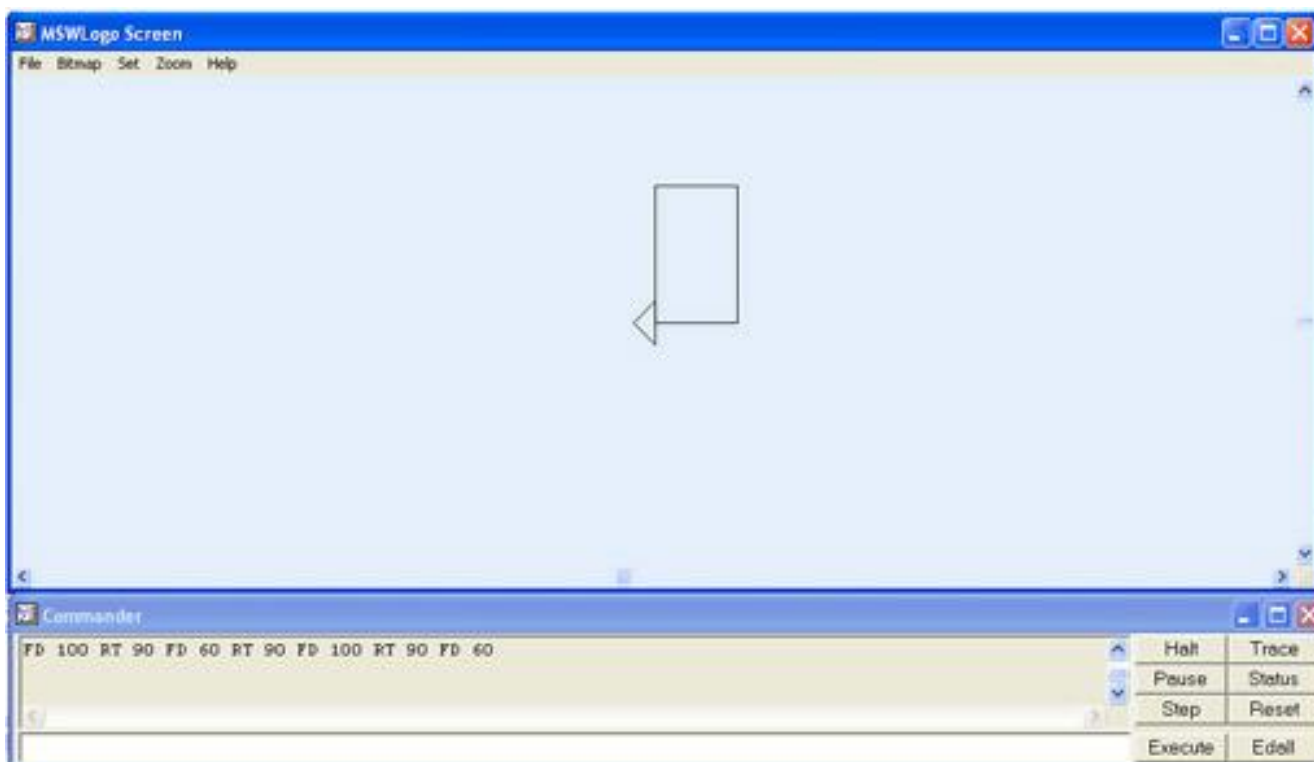 MSWLogo Screen
File Bitmap Set Zoom Help
Commander
FD 100 RT 90 FD 60 RT 90 FD 100 RT 90 FD 60
Halt Trace
Pause Status
Step Reset
Execute Edall